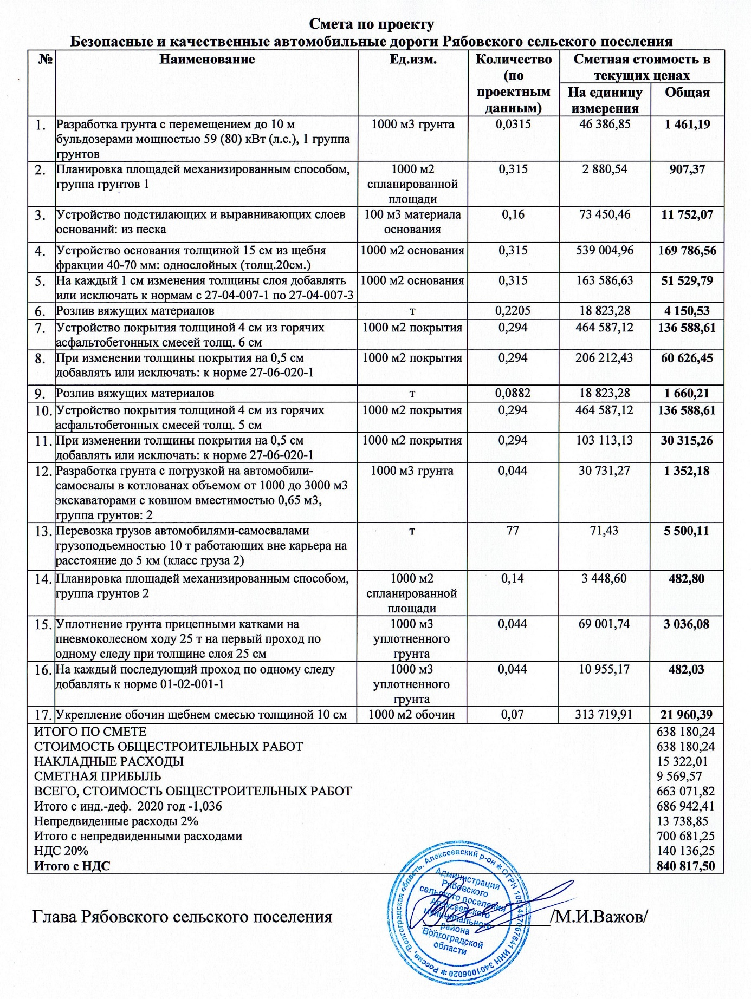 Смета по проекту
Безопасные и качественные автомобильные дороги Рябовского сельского поселения
№ Наименование Ед.изм. Количество (по проектным данным) Сметная стоимость в текущих ценах
На единицу измерения Общая
1. Разработка грунта с перемещением до 10 м 1000 м3 грунта 0,0315 46 386,85 1 461,19
бульдозерами мощностью 59 (80) кВт (л.с.), 1 группа
грунтов
2. Планировка площадей механизированным способом, 1000 м2 0,315 2 880,54 907,37
группа грунтов 1 спланированной
площади
3. Устройство подстилающих и выравнивающих слоев 100 м3 материала 0,16 73 450,46 11 752,07
оснований: из песка основания
4. Устройство основания толщиной 15 см из щебня 1000 м2 основания 0,315 539 004,96 169 786,56
фракции 40-70 мм: однослойных (толщ.20см.)
5. На каждый 1 см изменения толщины слоя добавлять 1000 м2 основания 0,315 163 586,63 51 529,79
или исключать к нормам с 27-04-007-1 по 27-04-007-3
6. Розлив вяжущих материалов т 0,2205 18 823,28 4 150,53
7. Устройство покрытия толщиной 4 см из горячих 1000 м2 покрытия 0,294 464 587,12 136 588,61
асфальтобетонных смесей толщ. 6 см
8. При изменении толщины покрытия на 0,5 см 1000 м2 покрытия 0,294 206 212,43 60 626,45
добавлять или исключать: к норме 27-06-020-1
9. Розлив вяжущих материалов т 0,0882 18 823,28 1 660,21
10. Устройство покрытия толщиной 4 см из горячих 1000 м2 покрытия 0,294 464 587,12 136 588,61
асфальтобетонных смесей толщ. 5 см
11. При изменении толщины покрытия на 0,5 см 1000 м2 покрытия 0,294 103 113,13 30 315,26
добавлять или исключать: к норме 27-06-020-1
12. Разработка грунта с погрузкой на автомобили- 1000 м3 грунта 0,044 30 731,27 1 352,18
самосвалы в котлованах объемом от 1000 до 3000 м3
экскаваторами с ковшом вместимостью 0,65 м3,
группа грунтов: 2
13. Перевозка грузов автомобилями-самосвалами т 77 71,43 5 500,11
грузоподъемностью 10 т работающих вне карьера на
расстояние до 5 км (класс груза 2)
14. Планировка площадей механизированным способом, 1000 м2 0,14 3 448,60 482,80
группа грунтов 2 спланированной
площади
15. Уплотнение грунта прицепными катками на 1000 м3 0,044 69 001,74 3 036,08
пневмоколесном ходу 25 т на первый проход по уплотненного
одному следу при толщине слоя 25 см грунта
16. На каждый последующий проход по одному следу 1000 м3 0,044 10 955,17 482,03
добавлять к норме 01-02-001-1 уплотненного
грунта
17. Укрепление обочин щебнем смесью толщиной 10 см 1000 м2 обочин 0,07 313 719,91 21 960,39
ИТОГО ПО СМЕТЕ 638 180,24
СТОИМОСТЬ ОБЩЕСТРОИТЕЛЬНЫХ РАБОТ 638 180,24
НАКЛАДНЫЕ РАСХОДЫ 15 322,01
СМЕТНАЯ ПРИБЫЛЬ 9 569,57
ВСЕГО, СТОИМОСТЬ ОБЩЕСТРОИТЕЛЬНЫХ РАБОТ 663 071,82
Итого с инд.-деф. 2020 год -1,036 686 942,41
Непредвиденные расходы 2% 13 738,85
Итого с непредвиденными расходами 700 681,25
НДС 20% 140 136,25
Итого с НДС 840 817,50
Глава Рябовского сельского поселения /М.И.Важов/
Россия, Волгоградская область, Алексеевский р-он * ОГРН 1053457067641 ИНН 3401006020 *
Администрация
Рябовского
сельского поселения
Алексеевского
муниципального
района
Волгоградской
области